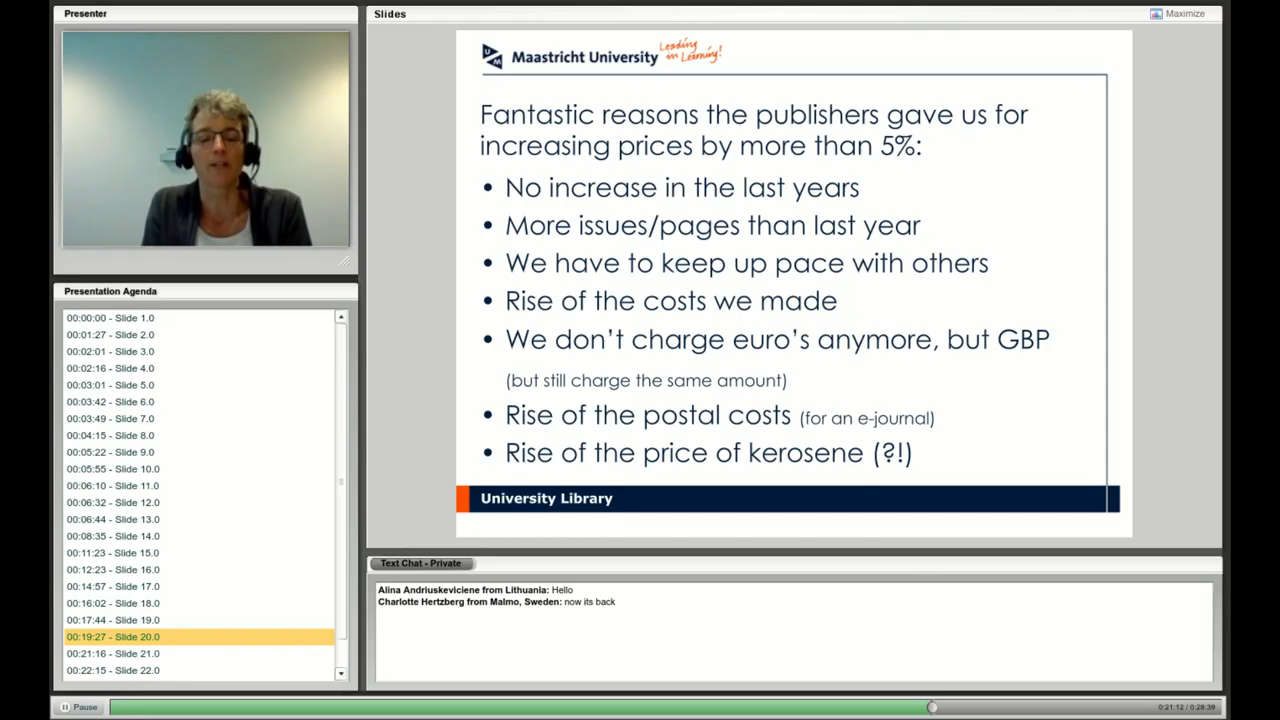 Presenter
Slides
Maximize
UM
Maastricht University
Leading
in Learning!
Fantastic reasons the publishers gave us for
increasing prices by more than 5%:
• No increase in the last years
• More issues/pages than last year
• We have to keep up pace with others
• Rise of the costs we made
• We don't charge euro's anymore, but GBP
(but still charge the same amount)
• Rise of the postal costs (for an e-journal)
• Rise of the price of kerosene (?!)
University Library
Presentation Agenda
00:00:00 - Slide 1.0
00:01:27 - Slide 2.0
00:02:01 - Slide 3.0
00:02:16 - Slide 4.0
00:03:01 - Slide 5.0
00:03:42 - Slide 6.0
00:03:49 - Slide 7.0
00:04:15 - Slide 8.0
00:05:22 - Slide 9.0
00:05:55 - Slide 10.0
00:06:10 - Slide 11.0
00:06:32 - Slide 12.0
00:06:44 - Slide 13.0
00:08:35 - Slide 14.0
00:11:23 - Slide 15.0
00:12:23 - Slide 16.0
00:14:57 - Slide 17.0
00:16:02 - Slide 18.0
00:17:44 - Slide 19.0
00:19:27 - Slide 20.0
00:21:16 - Slide 21.0
00:22:15 - Slide 22.0
Text Chat - Private
Alina Andriuskeviciene from Lithuania: Hello
Charlotte Hertzberg from Malmo, Sweden: now its back
Pause
0:21:12 / 0:28:39